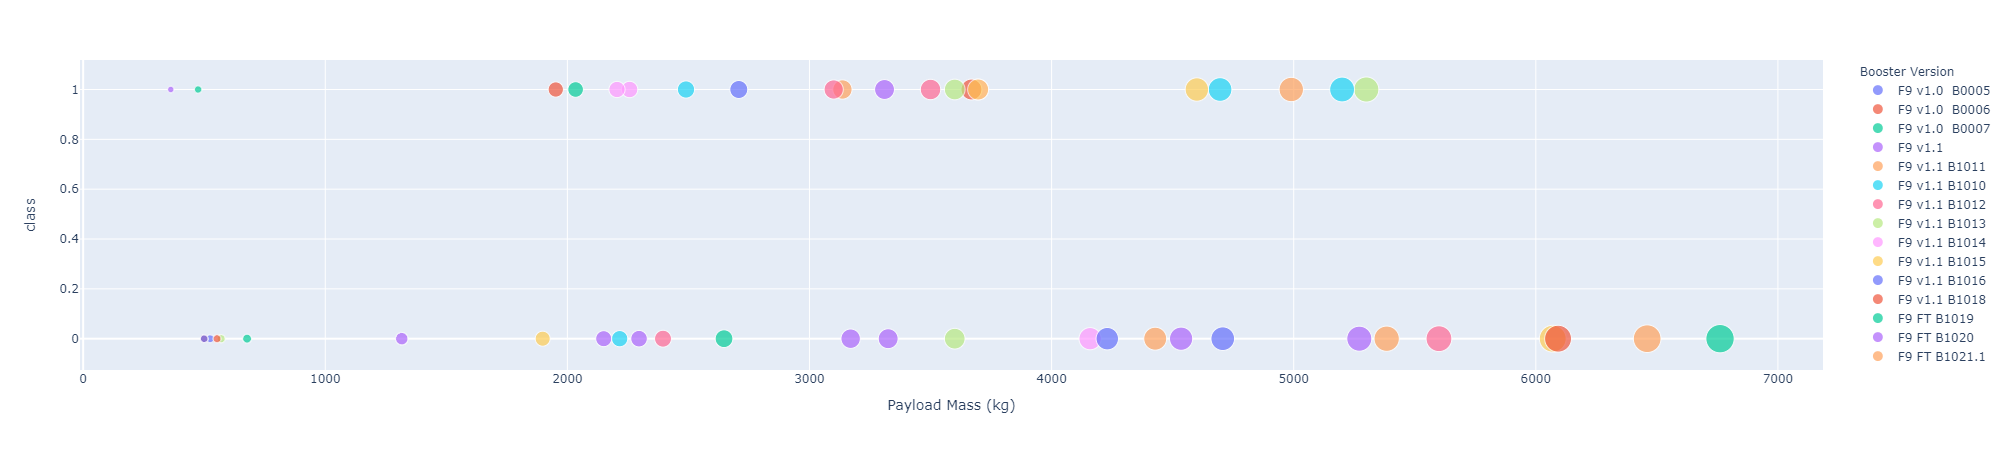 Booster Version
F9 v1.0  B0005
F9 v1.0  B0006
F9 v1.0  B0007
F9 v1.1
F9 v1.1 B1011
F9 v1.1 B1010
F9 v1.1 B1012
F9 v1.1 B1013
F9 v1.1 B1014
F9 v1.1 B1015
F9 v1.1 B1016
F9 v1.1 B1018
F9 FT B1019
F9 FT B1020
F9 FT B1021.1
class
1
0.8
0.6
0.4
0.2
0
0 1000 2000 3000 4000 5000 6000 7000
Payload Mass (kg)